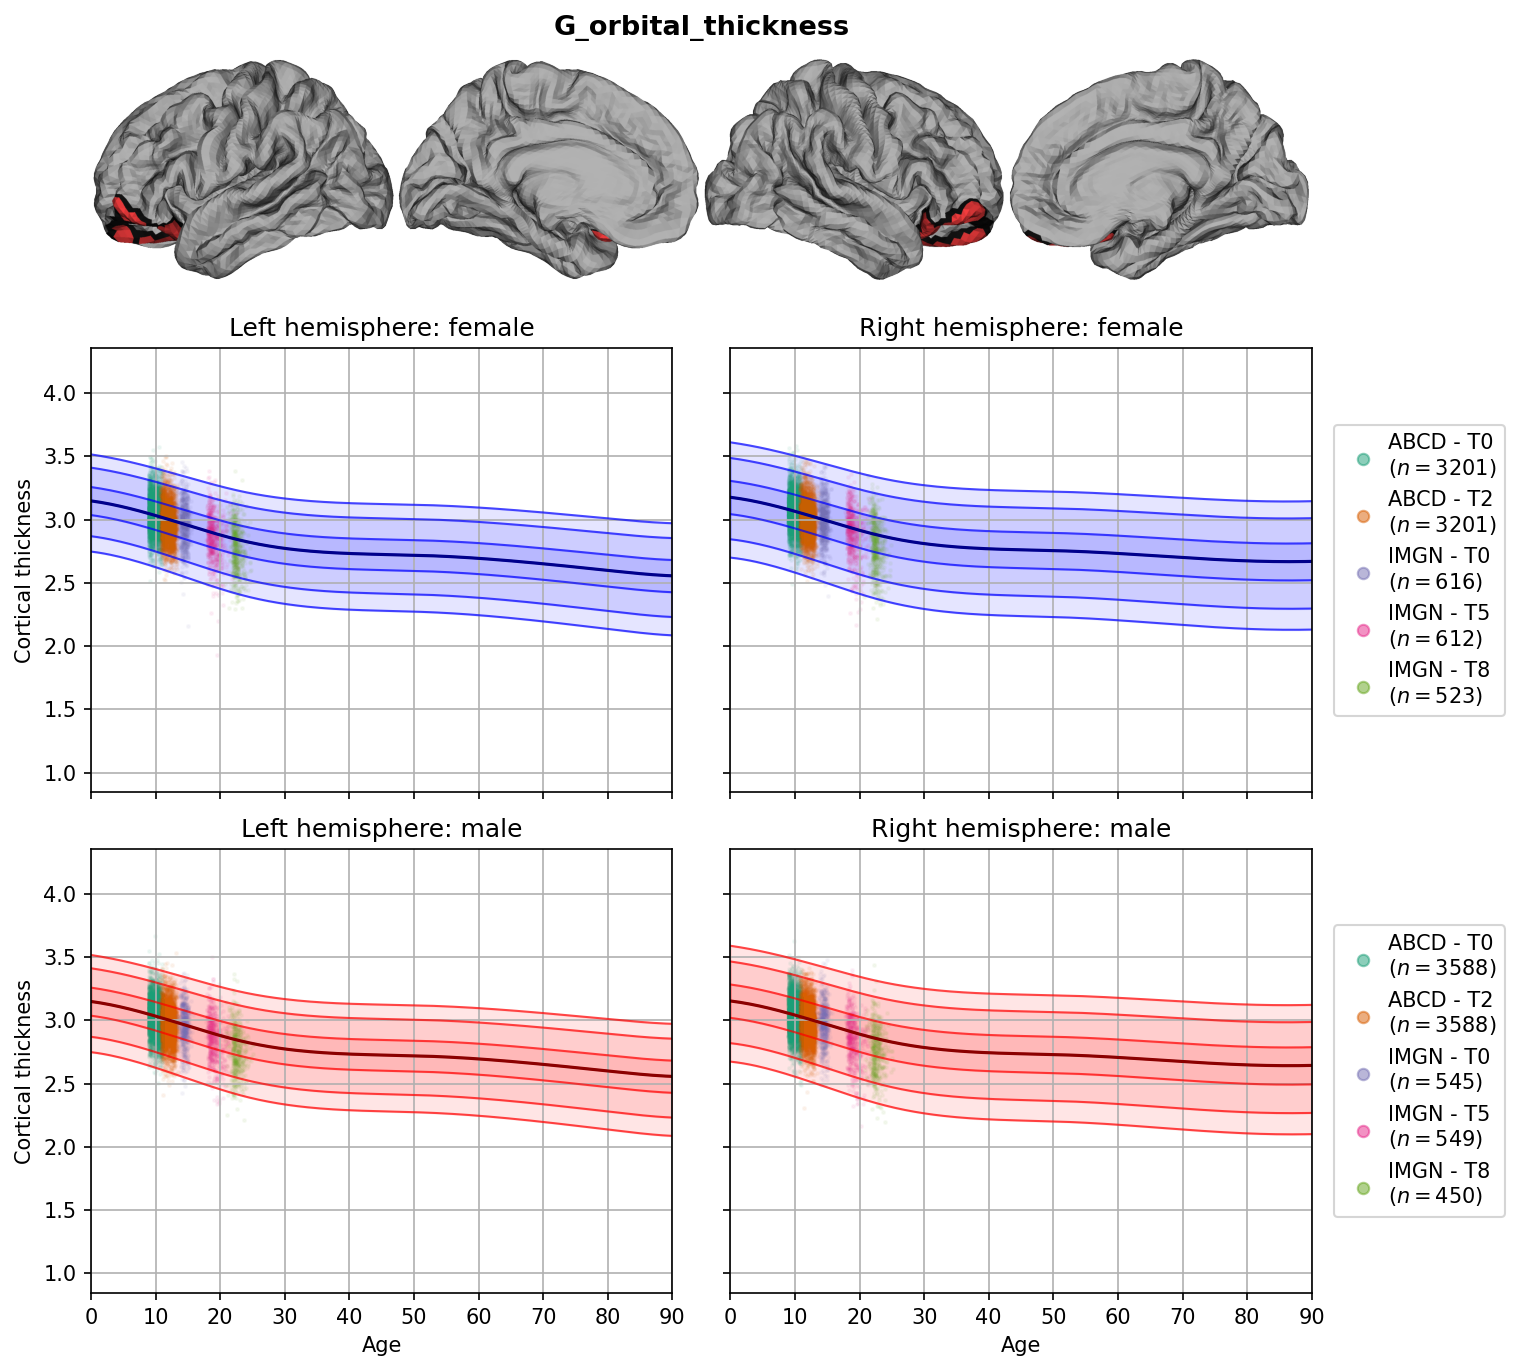 G_orbital_thickness
Left hemisphere: female
Right hemisphere: female
Cortical thickness
4.0
3.5
3.0
2.5
2.0
1.5
1.0
ABCD - T0
(n = 3201)
ABCD - T2
(n = 3201)
IMGN - T0
(n = 616)
IMGN - T5
(n = 612)
IMGN - T8
(n = 523)
Left hemisphere: male
Right hemisphere: male
Cortical thickness
4.0
3.5
3.0
2.5
2.0
1.5
1.0
0 10 20 30 40 50 60 70 80 90
0 10 20 30 40 50 60 70 80 90
Age
Age
ABCD - T0
(n = 3588)
ABCD - T2
(n = 3588)
IMGN - T0
(n = 545)
IMGN - T5
(n = 549)
IMGN - T8
(n = 450)